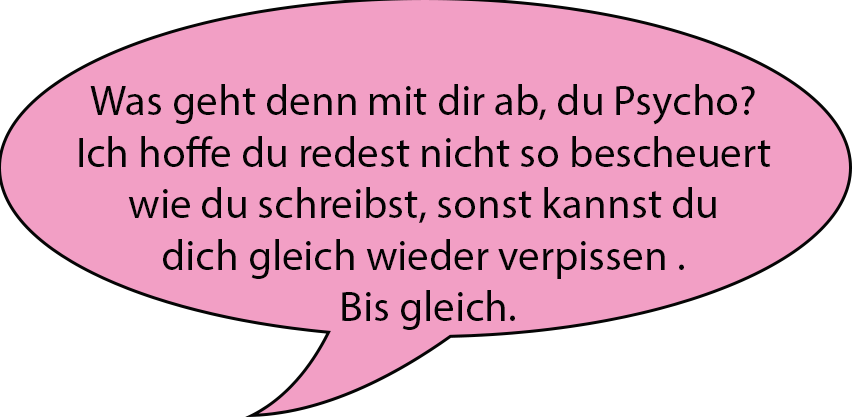 Was geht denn mit dir ab, du Psycho?
Ich hoffe du redest nicht so bescheuert
wie du schreibst, sonst kannst du
dich gleich wieder verpissen .
Bis gleich.